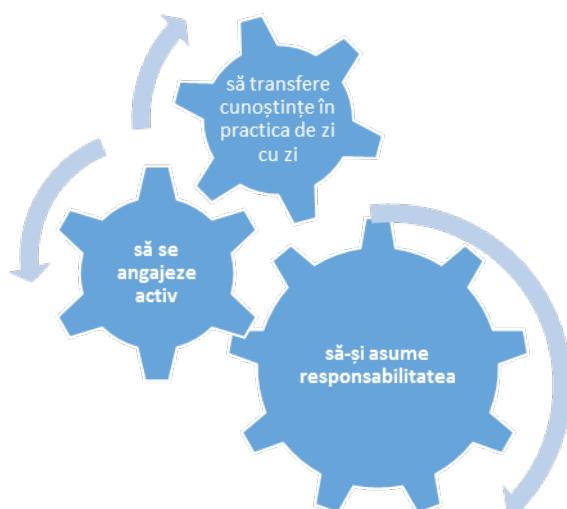 să transfere
cunoștințe în
practica de zi
cu zi
să se
angajeze
activ
să-și asume
responsabilitatea